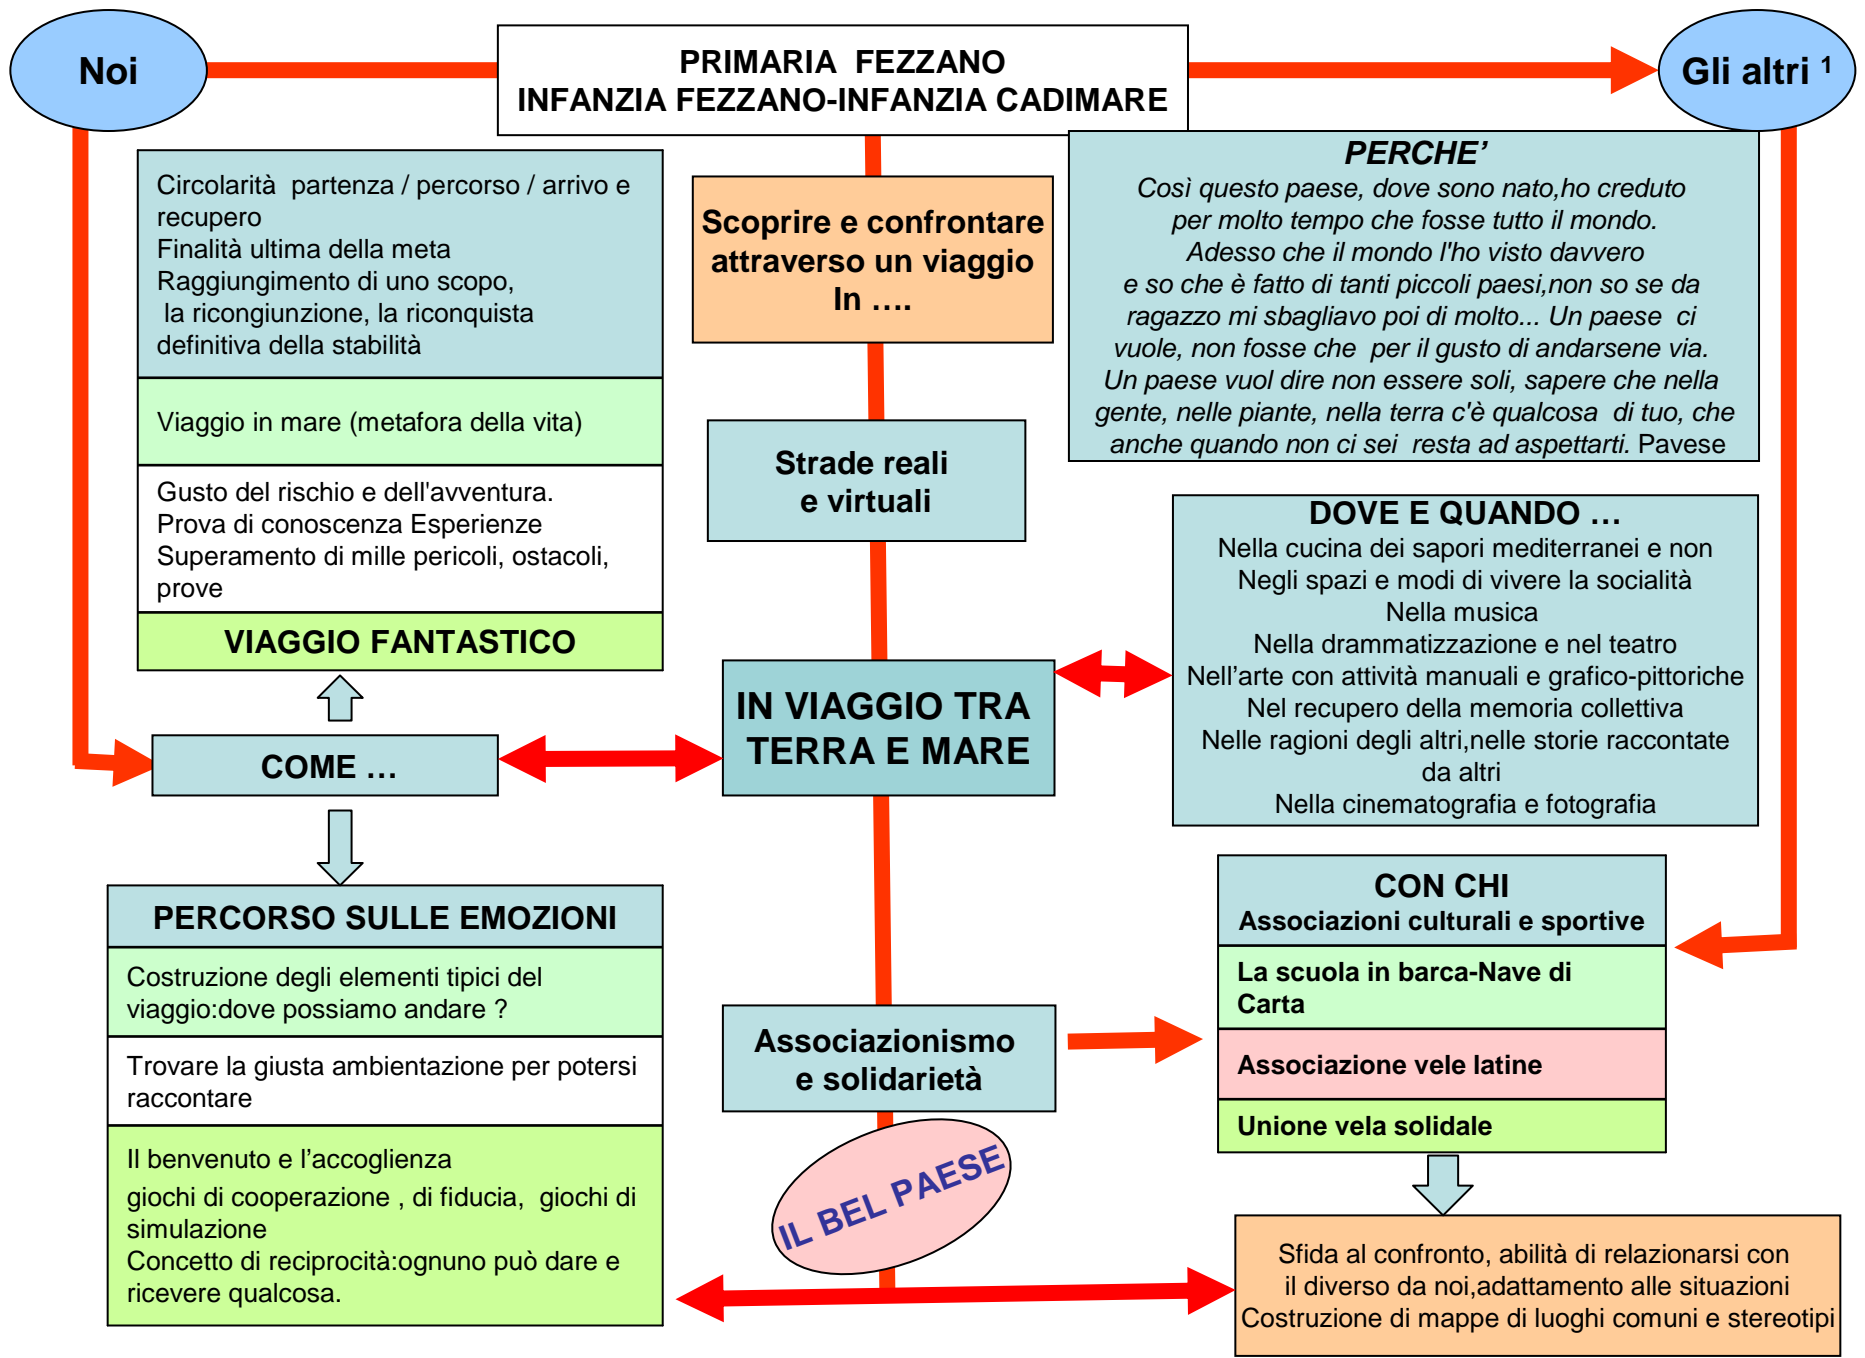 Noi
PRIMARIA  FEZZANO
INFANZIA FEZZANO-INFANZIA CADIMARE
Gli altri ¹
Circolarità  partenza / percorso / arrivo e
recupero
Finalità ultima della meta
Raggiungimento di uno scopo,
la ricongiunzione, la riconquista
definitiva della stabilità
Viaggio in mare (metafora della vita)
Gusto del rischio e dell'avventura.
Prova di conoscenza Esperienze
Superamento di mille pericoli, ostacoli,
prove
VIAGGIO FANTASTICO
Scoprire e confrontare
attraverso un viaggio
In ….
PERCHE’
Così questo paese, dove sono nato,ho creduto
per molto tempo che fosse tutto il mondo.
Adesso che il mondo l'ho visto davvero
e so che è fatto di tanti piccoli paesi,non so se da
ragazzo mi sbagliavo poi di molto... Un paese  ci
vuole, non fosse che  per il gusto di andarsene via.
Un paese vuol dire non essere soli, sapere che nella
gente, nelle piante, nella terra c'è qualcosa  di tuo, che
anche quando non ci sei  resta ad aspettarti. Pavese
Strade reali
e virtuali
DOVE E QUANDO …
Nella cucina dei sapori mediterranei e non
Negli spazi e modi di vivere la socialità
Nella musica
Nella drammatizzazione e nel teatro
Nell’arte con attività manuali e grafico-pittoriche
Nel recupero della memoria collettiva
Nelle ragioni degli altri,nelle storie raccontate
da altri
Nella cinematografia e fotografia
IN VIAGGIO TRA
TERRA E MARE
COME …
PERCORSO SULLE EMOZIONI
Costruzione degli elementi tipici del
viaggio:dove possiamo andare ?
Trovare la giusta ambientazione per potersi
raccontare
Il benvenuto e l’accoglienza
giochi di cooperazione , di fiducia,  giochi di
simulazione
Concetto di reciprocità:ognuno può dare e
ricevere qualcosa.
Associazionismo
e solidarietà
IL BEL PAESE
CON CHI
Associazioni culturali e sportive
La scuola in barca-Nave di
Carta
Associazione vele latine
Unione vela solidale
Sfida al confronto, abilità di relazionarsi con
il diverso da noi,adattamento alle situazioni
Costruzione di mappe di luoghi comuni e stereotipi